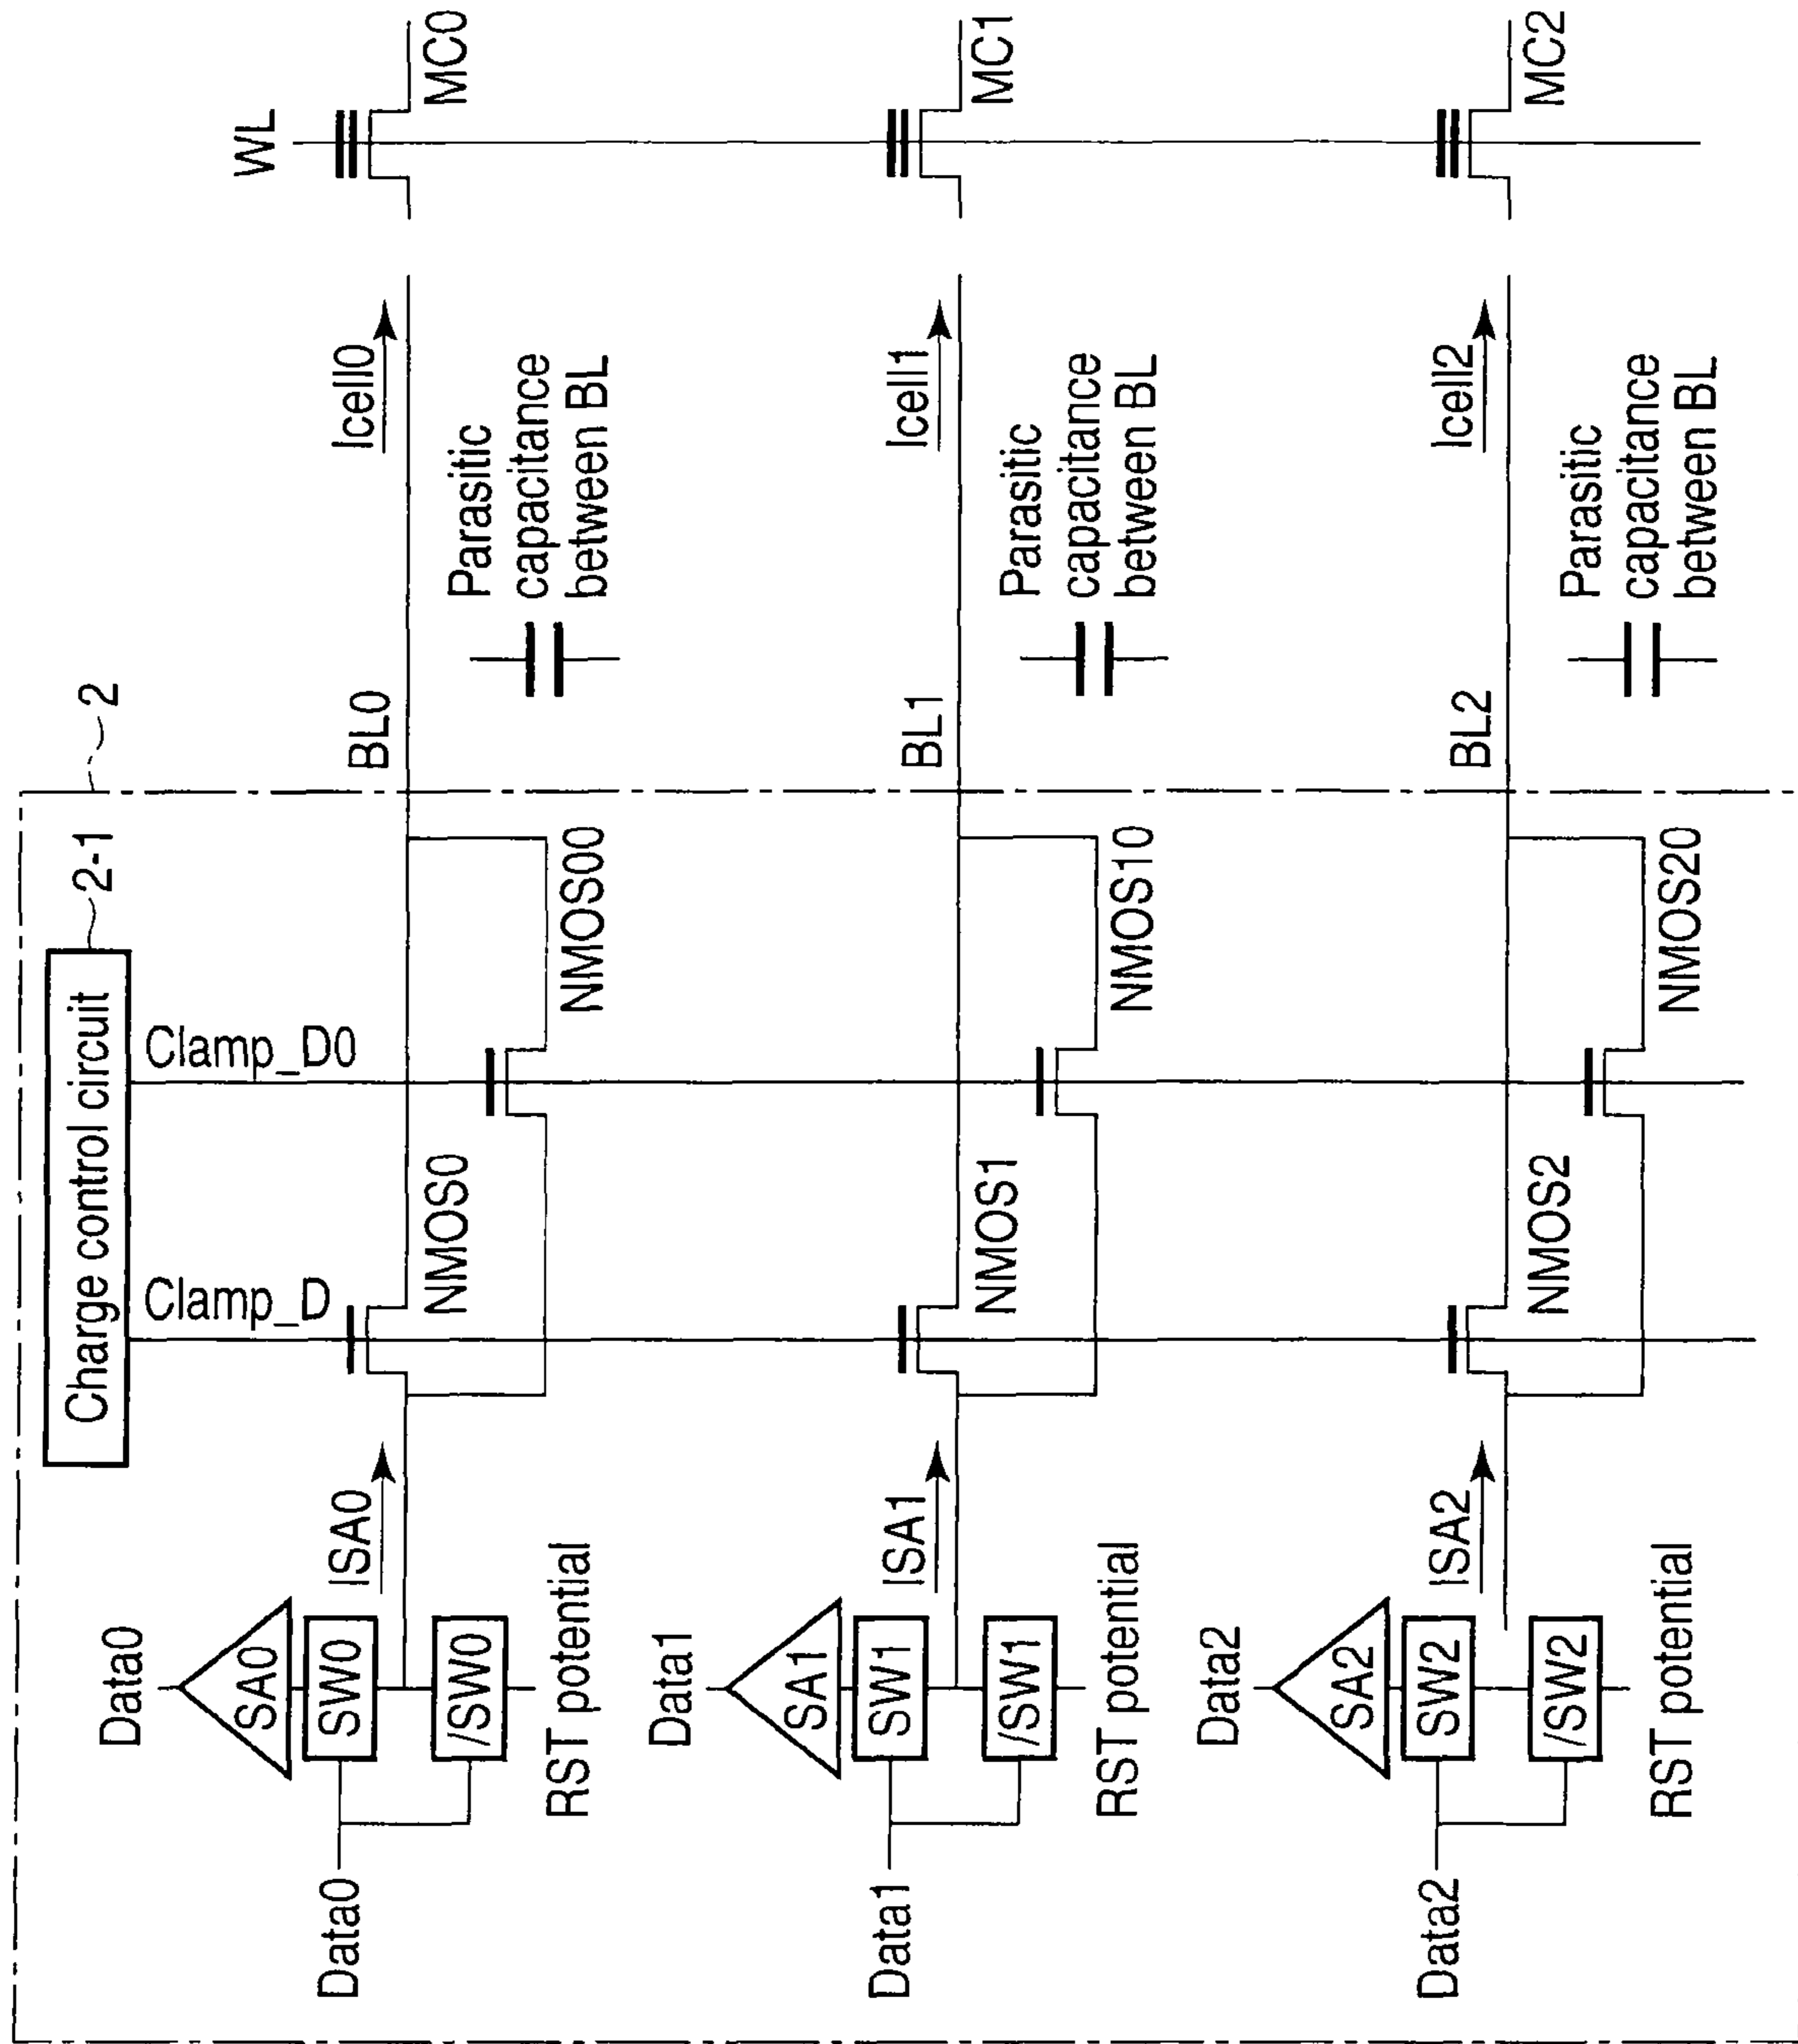 2
Charge control circuit
2-1
WL
Clamp_D
Clamp_D0
Data0
SA0
SW0
/SW0
Data0
RST potential
ISA0
NMOS0
NMOS00
BL0
Icell0
MC0
Parasitic
capacitance
between BL
Data1
SA1
SW1
/SW1
Data1
RST potential
ISA1
NMOS1
NMOS10
BL1
Icell1
MC1
Parasitic
capacitance
between BL
Data2
SA2
SW2
/SW2
Data2
RST potential
ISA2
NMOS2
NMOS20
BL2
Icell2
MC2
Parasitic
capacitance
between BL